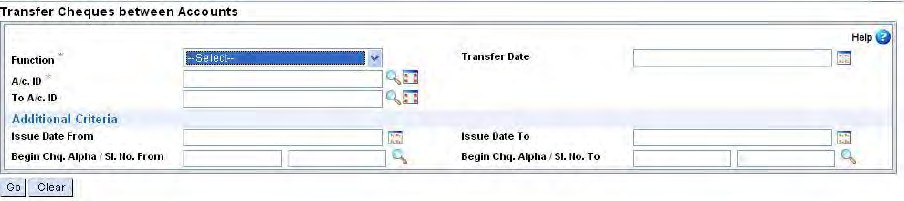 Transfer Cheques between Accounts
Help
Function * --Select-- Transfer Date
A/c. ID *
To A/c. ID
Additional Criteria
Issue Date From Issue Date To
Begin Chq. Alpha / Sl. No. From Begin Chq. Alpha / Sl. No. To
Go Clear